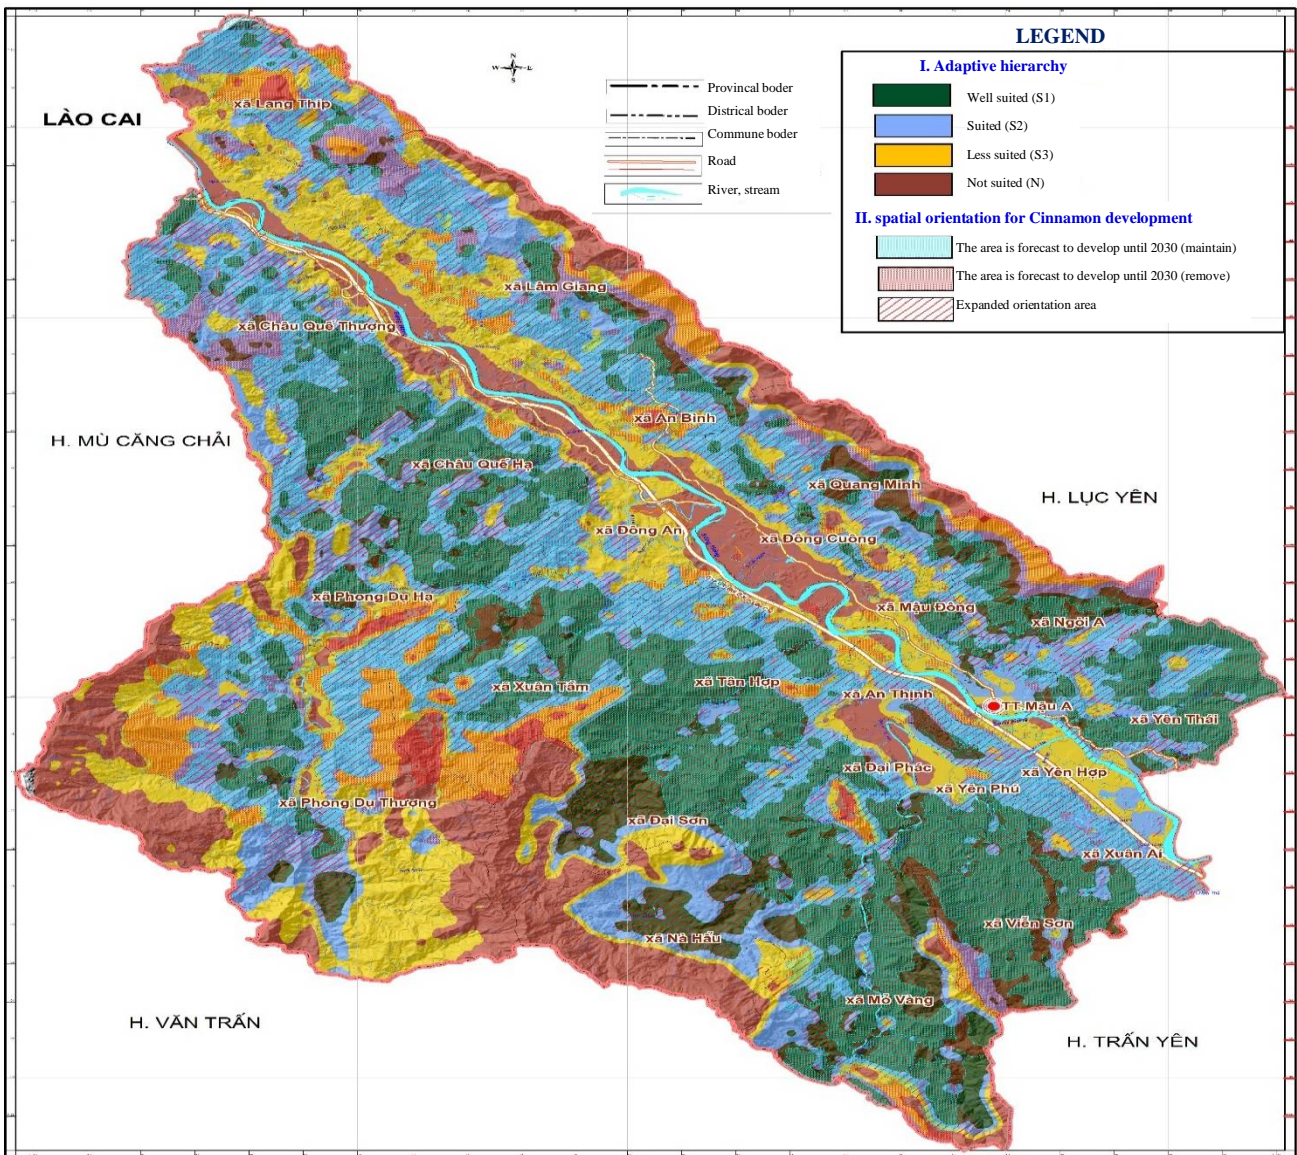 LEGEND
I. Adaptive hierarchy
Well suited (S1)
Suited (S2)
Less suited (S3)
Not suited (N)
II. spatial orientation for Cinnamon development
The area is forecast to develop until 2030 (maintain)
The area is forecast to develop until 2030 (remove)
Expanded orientation area
N
W E
S
Provincal boder
Districal boder
Commune boder
Road
River, stream
LÀO CAI
xã Lang Thíp
xã Lâm Giang
xã Châu Quế Thượng
xã An Bình
H. MÙ CĂNG CHẢI
xã Châu Quế Hạ
xã Quang Minh
H. LỤC YÊN
xã Đông An
xã Đông Cuông
xã Phong Dụ Hạ
xã Mậu Đông
xã Ngòi A
xã Xuân Tầm
xã Tân Hợp
xã An Thịnh
TT.Mậu A
xã Yên Thái
xã Đại Phác
xã Yên Hợp
xã Yên Phú
xã Phong Dụ Thượng
xã Đại Sơn
xã Xuân Ái
xã Viễn Sơn
xã Nà Hẩu
xã Mỏ Vàng
H. VĂN TRẤN
H. TRẤN YÊN